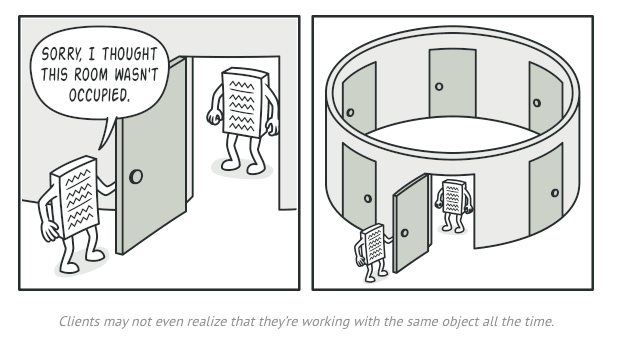 SORRY, I THOUGHT
THIS ROOM WASN'T
OCCUPIED.
Clients may not even realize that they're working with the same object all the time.